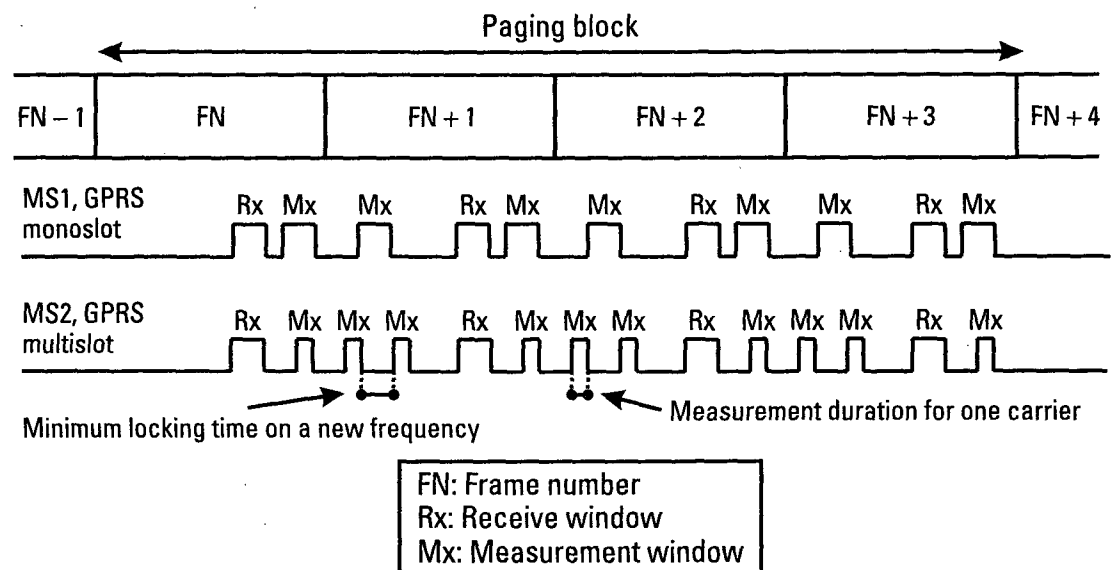 Paging block
FN – 1 FN FN + 1 FN + 2 FN + 3 FN + 4
MS1, GPRS
monoslot
Rx Mx Mx Rx Mx Mx Rx Mx Mx Rx Mx
MS2, GPRS
multislot
Rx Mx Mx Mx Rx Mx Mx Mx Rx Mx Mx Mx Rx Mx
Minimum locking time on a new frequency
Measurement duration for one carrier
FN: Frame number
Rx: Receive window
Mx: Measurement window